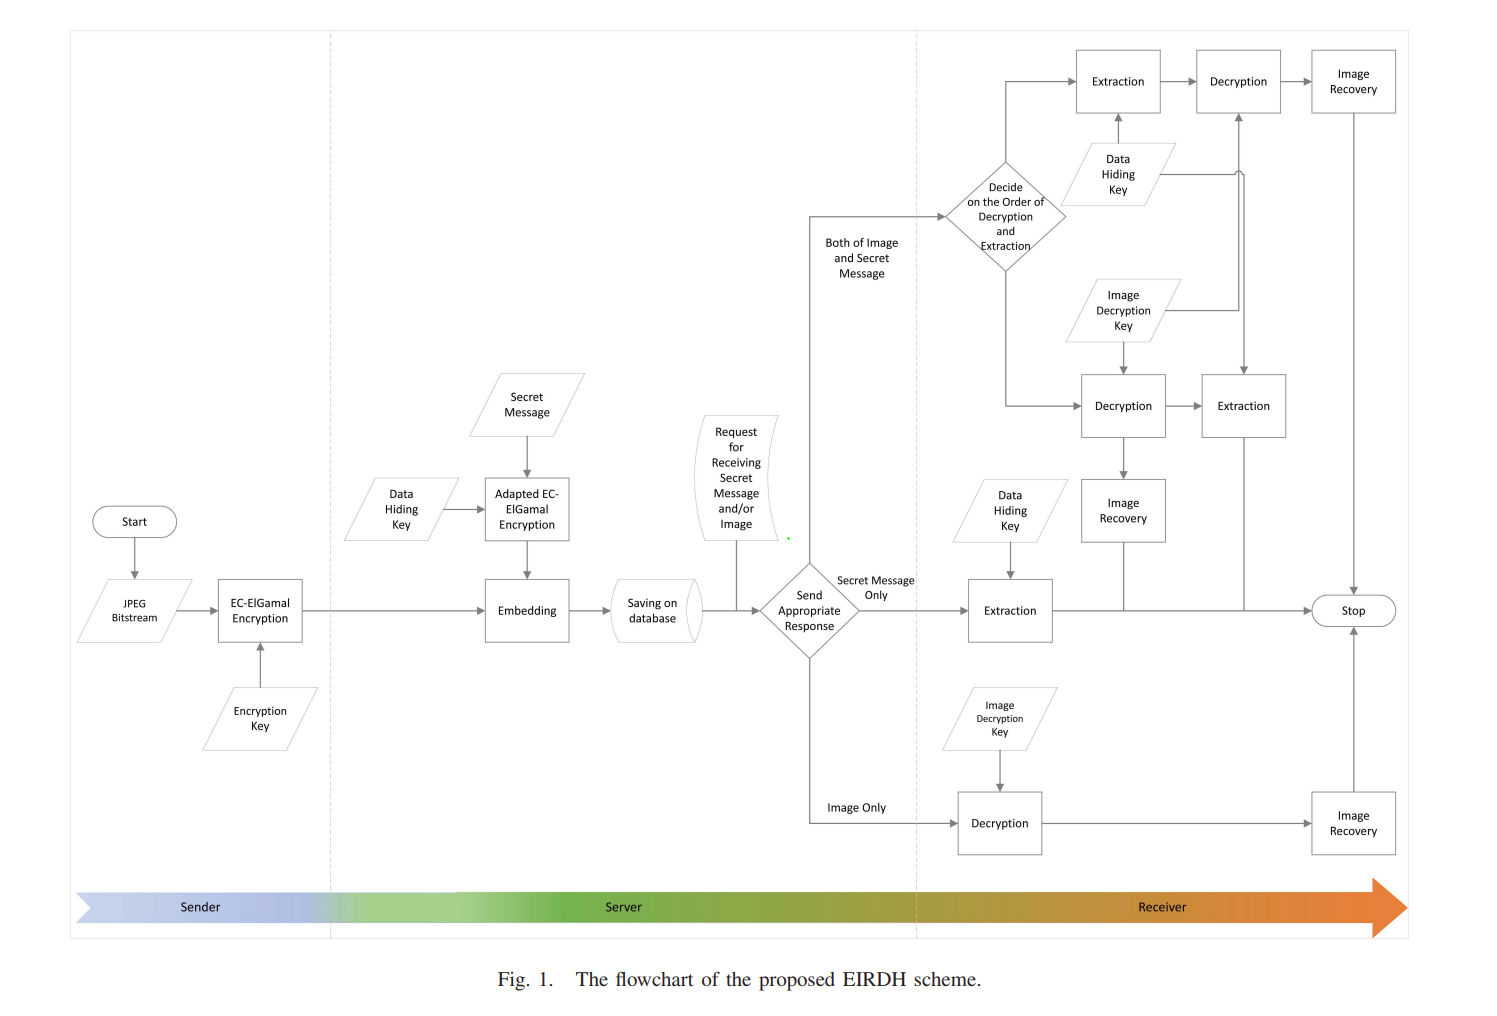 Extraction
Decryption
Image
Recovery
Data
Hiding
Key
Decide
on the Order of
Decryption
and
Extraction
Both of Image
and Secret
Message
Image
Decryption
Key
Decryption
Extraction
Secret
Message
Request
for
Receiving
Secret
Message
and/or
Image
Data
Hiding
Key
Adapted EC-
ElGamal
Encryption
Data
Hiding
Key
Image
Recovery
Start
JPEG
Bitstream
EC-ElGamal
Encryption
Embedding
Saving on
database
Send
Appropriate
Response
Secret Message
Only
Extraction
Stop
Encryption
Key
Image
Decryption
Key
Image Only
Decryption
Image
Recovery
Sender
Server
Receiver
Fig. 1. The flowchart of the proposed EIRDH scheme.